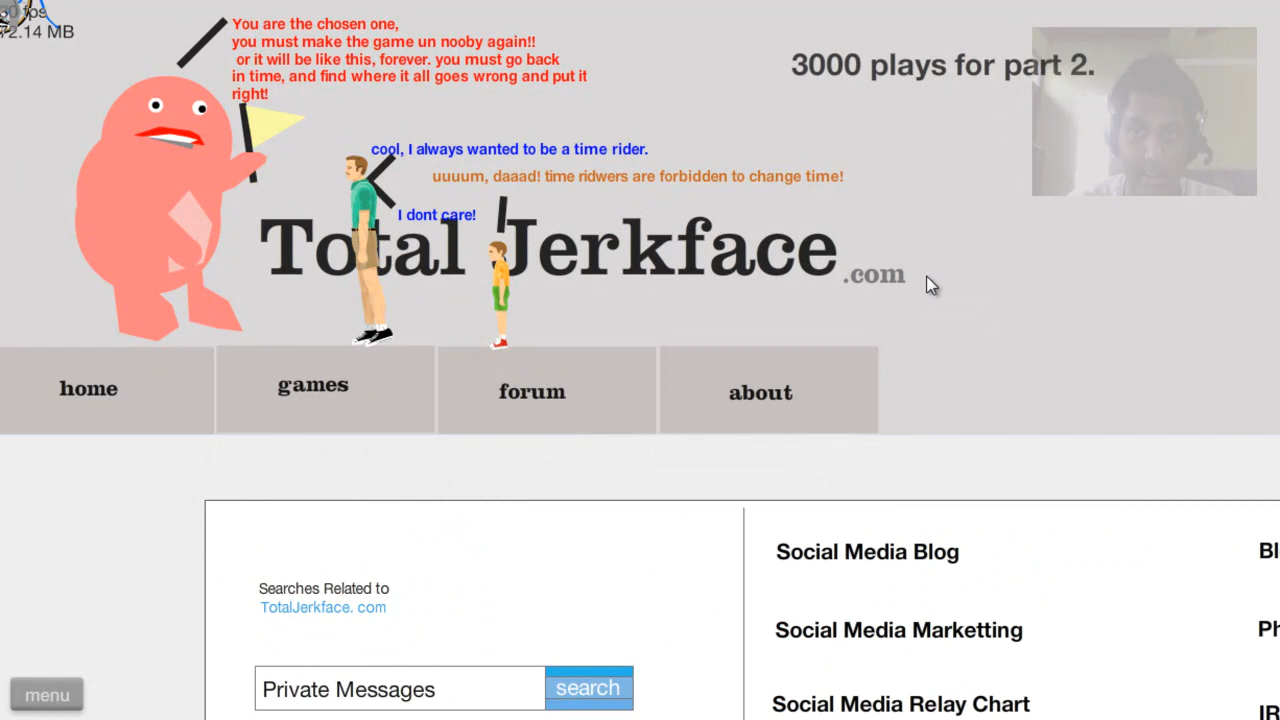 72.14 MB
You are the chosen one,
you must make the game un nooby again!!
or it will be like this, forever. you must go back
in time, and find where it all goes wrong and put it
right!
3000 plays for part 2.
cool, I always wanted to be a time rider.
uuuum, daaad! time ridwers are forbidden to change time!
I dont care!
Total Jerkface
.com
home
games
forum
about
Searches Related to
TotalJerkface. com
Private Messages
search
Social Media Blog
Social Media Marketting
Social Media Relay Chart
menu